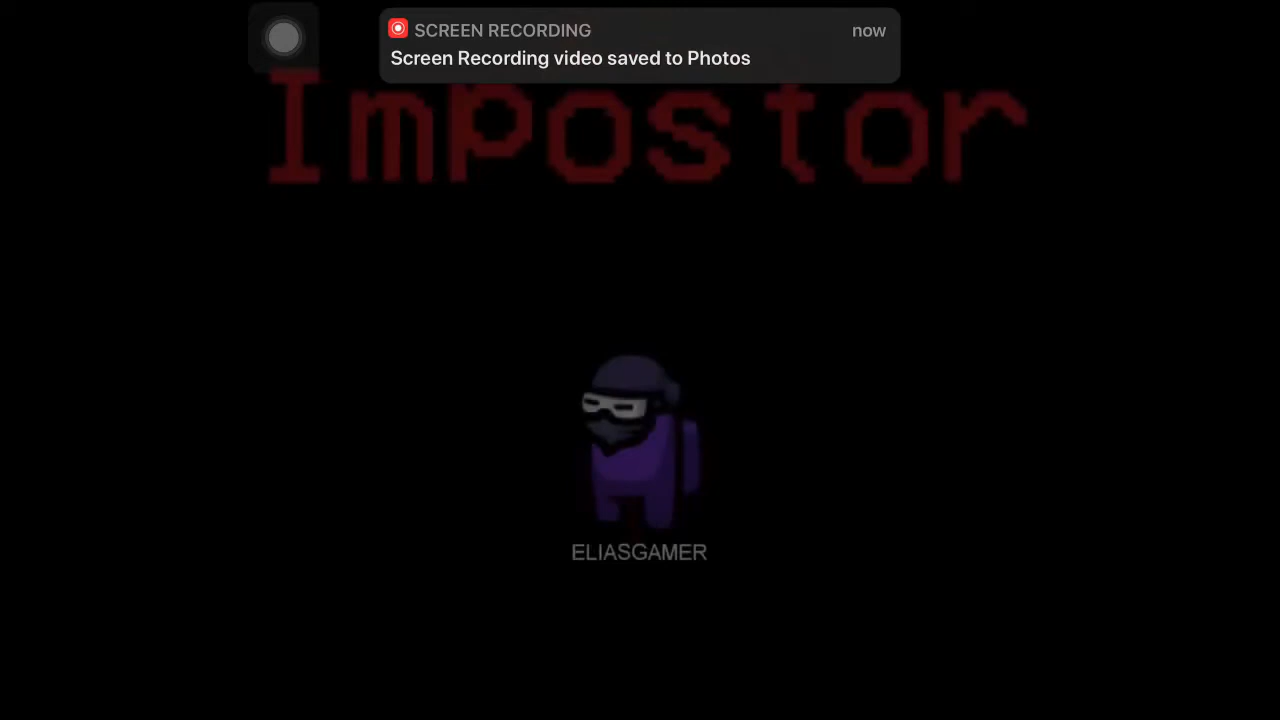 SCREEN RECORDING now
Screen Recording video saved to Photos
Impostor
ELIASGAMER